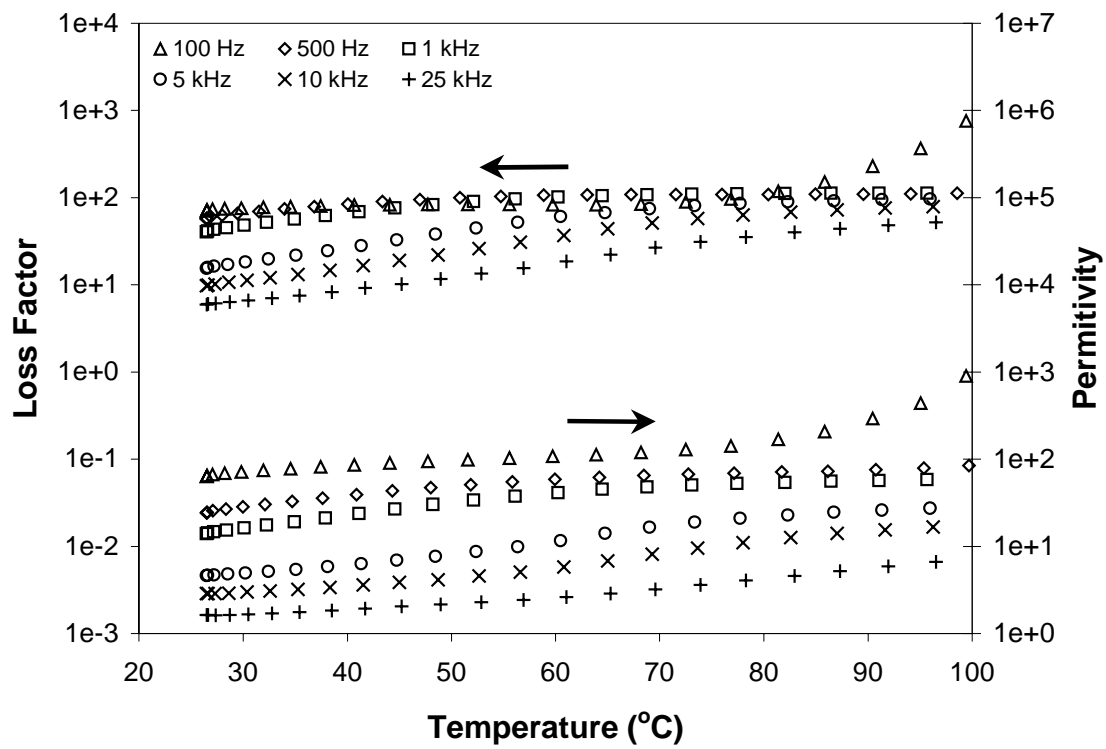 1e+4 1e+7
100 Hz 500 Hz 1 kHz
5 kHz 10 kHz 25 kHz
1e+3 1e+6
1e+2 1e+5
1e+1 1e+4
1e+0 1e+3
1e-1 1e+2
1e-2 1e+1
1e-3 1e+0
Loss Factor
Permitivity
20 30 40 50 60 70 80 90 100
Temperature (°C)